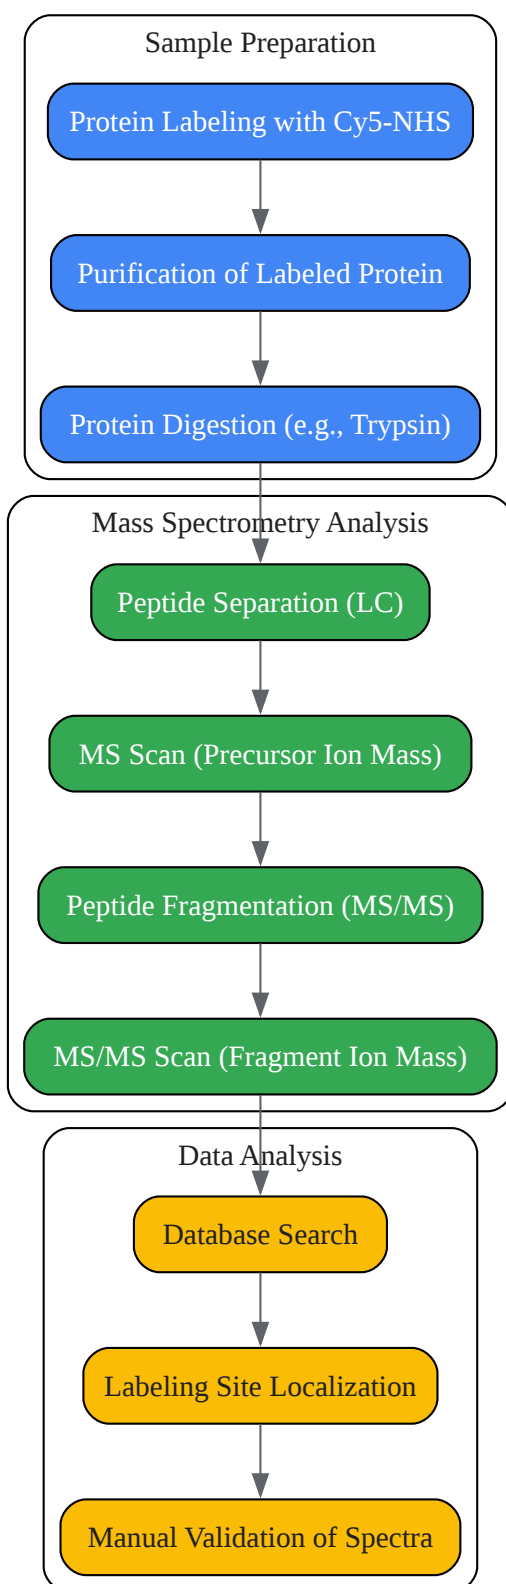 Sample Preparation
Protein Labeling with Cy5-NHS
Purification of Labeled Protein
Protein Digestion (e.g., Trypsin)
Mass Spectrometry Analysis
Peptide Separation (LC)
MS Scan (Precursor Ion Mass)
Peptide Fragmentation (MS/MS)
MS/MS Scan (Fragment Ion Mass)
Data Analysis
Database Search
Labeling Site Localization
Manual Validation of Spectra